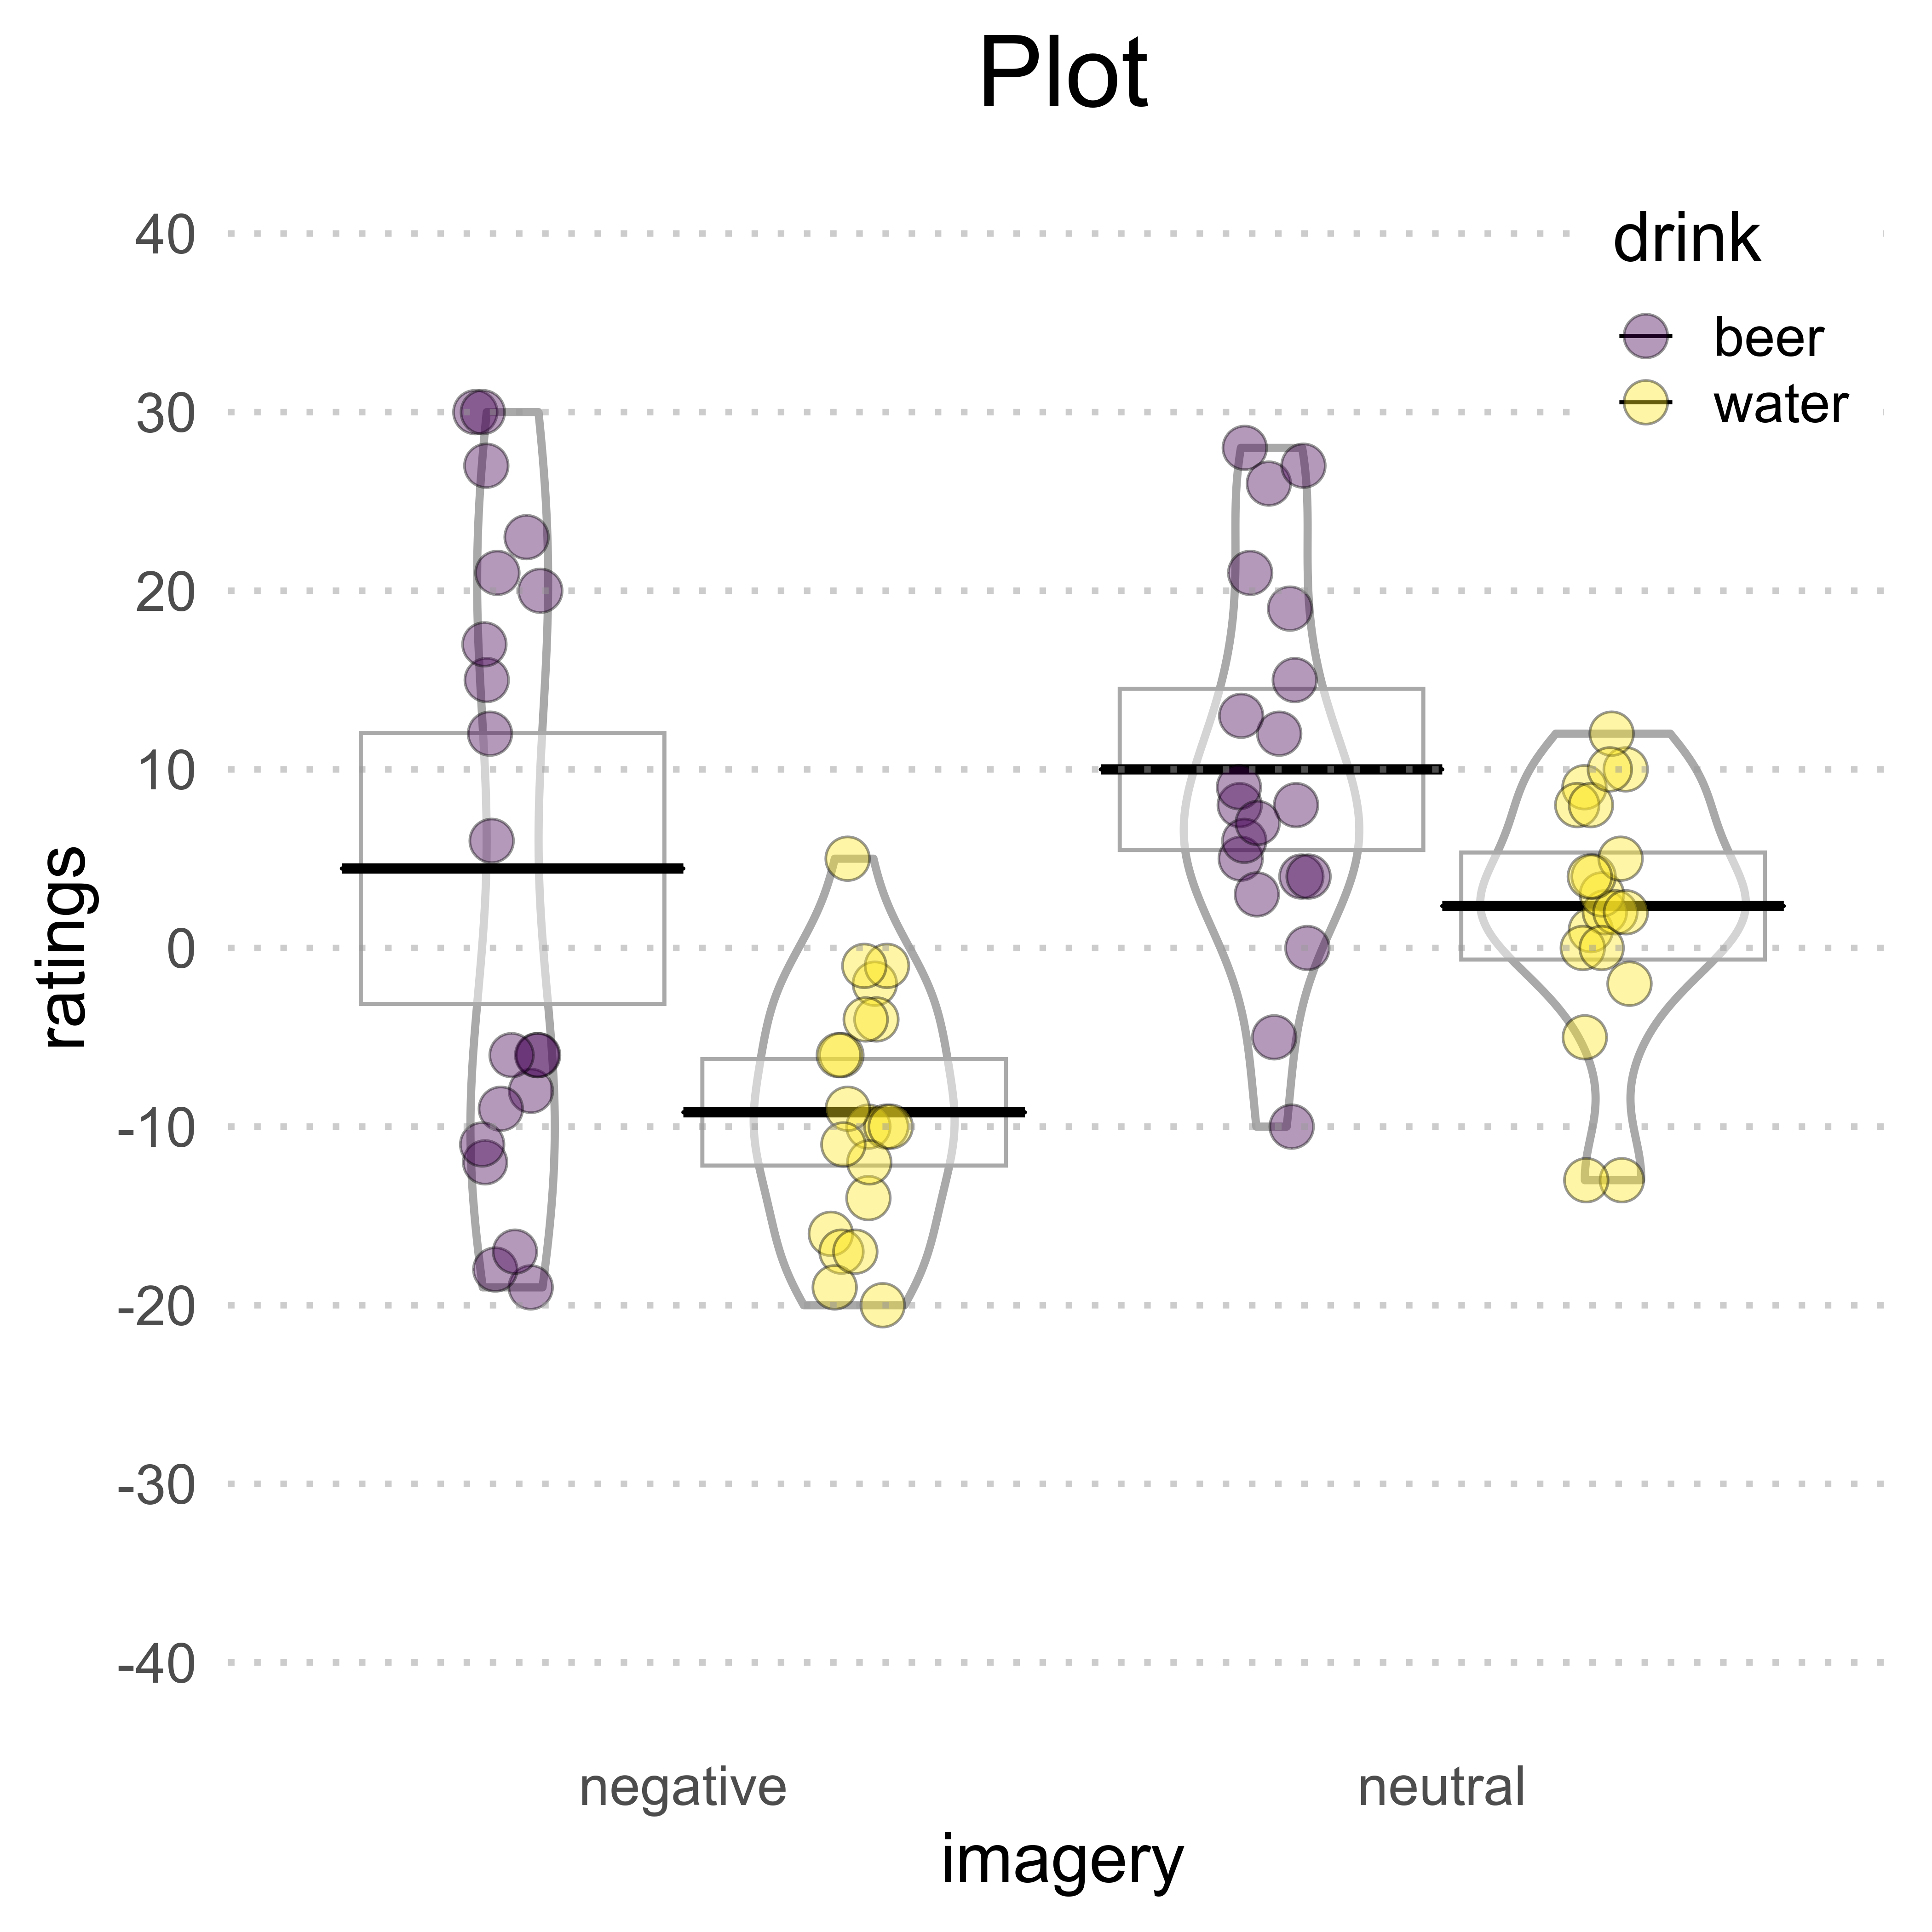 Plot
drink
beer
water
ratings
40
30
20
10
0
-10
-20
-30
-40
negative neutral
imagery